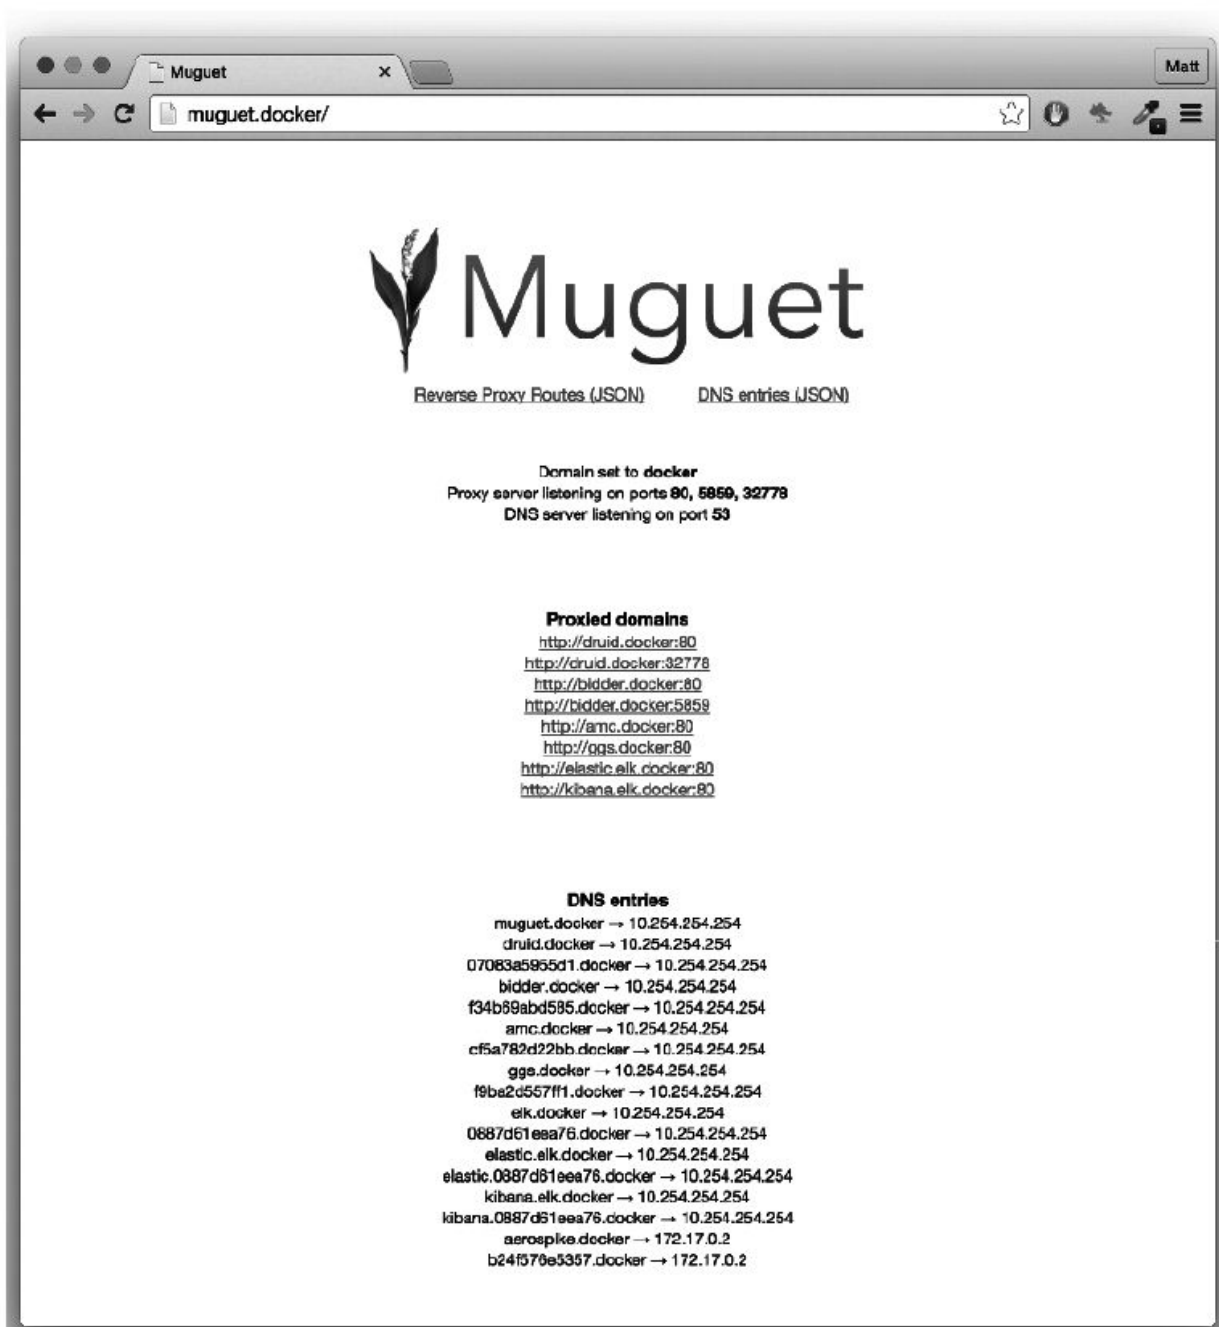 Muguet
Matt
muguet.docker/
Muguet
Reverse Proxy Routes (JSON) DNS entries (JSON)
Domain set to docker
Proxy server listening on ports 80, 5859, 32778
DNS server listening on port 53
Proxied domains
http://druid.docker:80
http://druid.docker:32778
http://bidder.docker:80
http://bidder.docker:5859
http://amc.docker:80
http://ggs.docker:80
http://elastic.elk.docker:80
http://kibana.elk.docker:80
DNS entries
muguet.docker → 10.254.254.254
druid.docker → 10.254.254.254
07083a5955d1.docker → 10.254.254.254
bidder.docker → 10.254.254.254
f34b69abd585.docker → 10.254.254.254
amc.docker → 10.254.254.254
cf5a782d22bb.docker → 10.254.254.254
ggs.docker → 10.254.254.254
f9ba2d557ff1.docker → 10.254.254.254
elk.docker → 10.254.254.254
0887d61eea76.docker → 10.254.254.254
elastic.elk.docker → 10.254.254.254
elastic.0887d61eea76.docker → 10.254.254.254
kibana.elk.docker → 10.254.254.254
kibana.0887d61eea76.docker → 10.254.254.254
aerospike.docker → 172.17.0.2
b24f576e5357.docker → 172.17.0.2